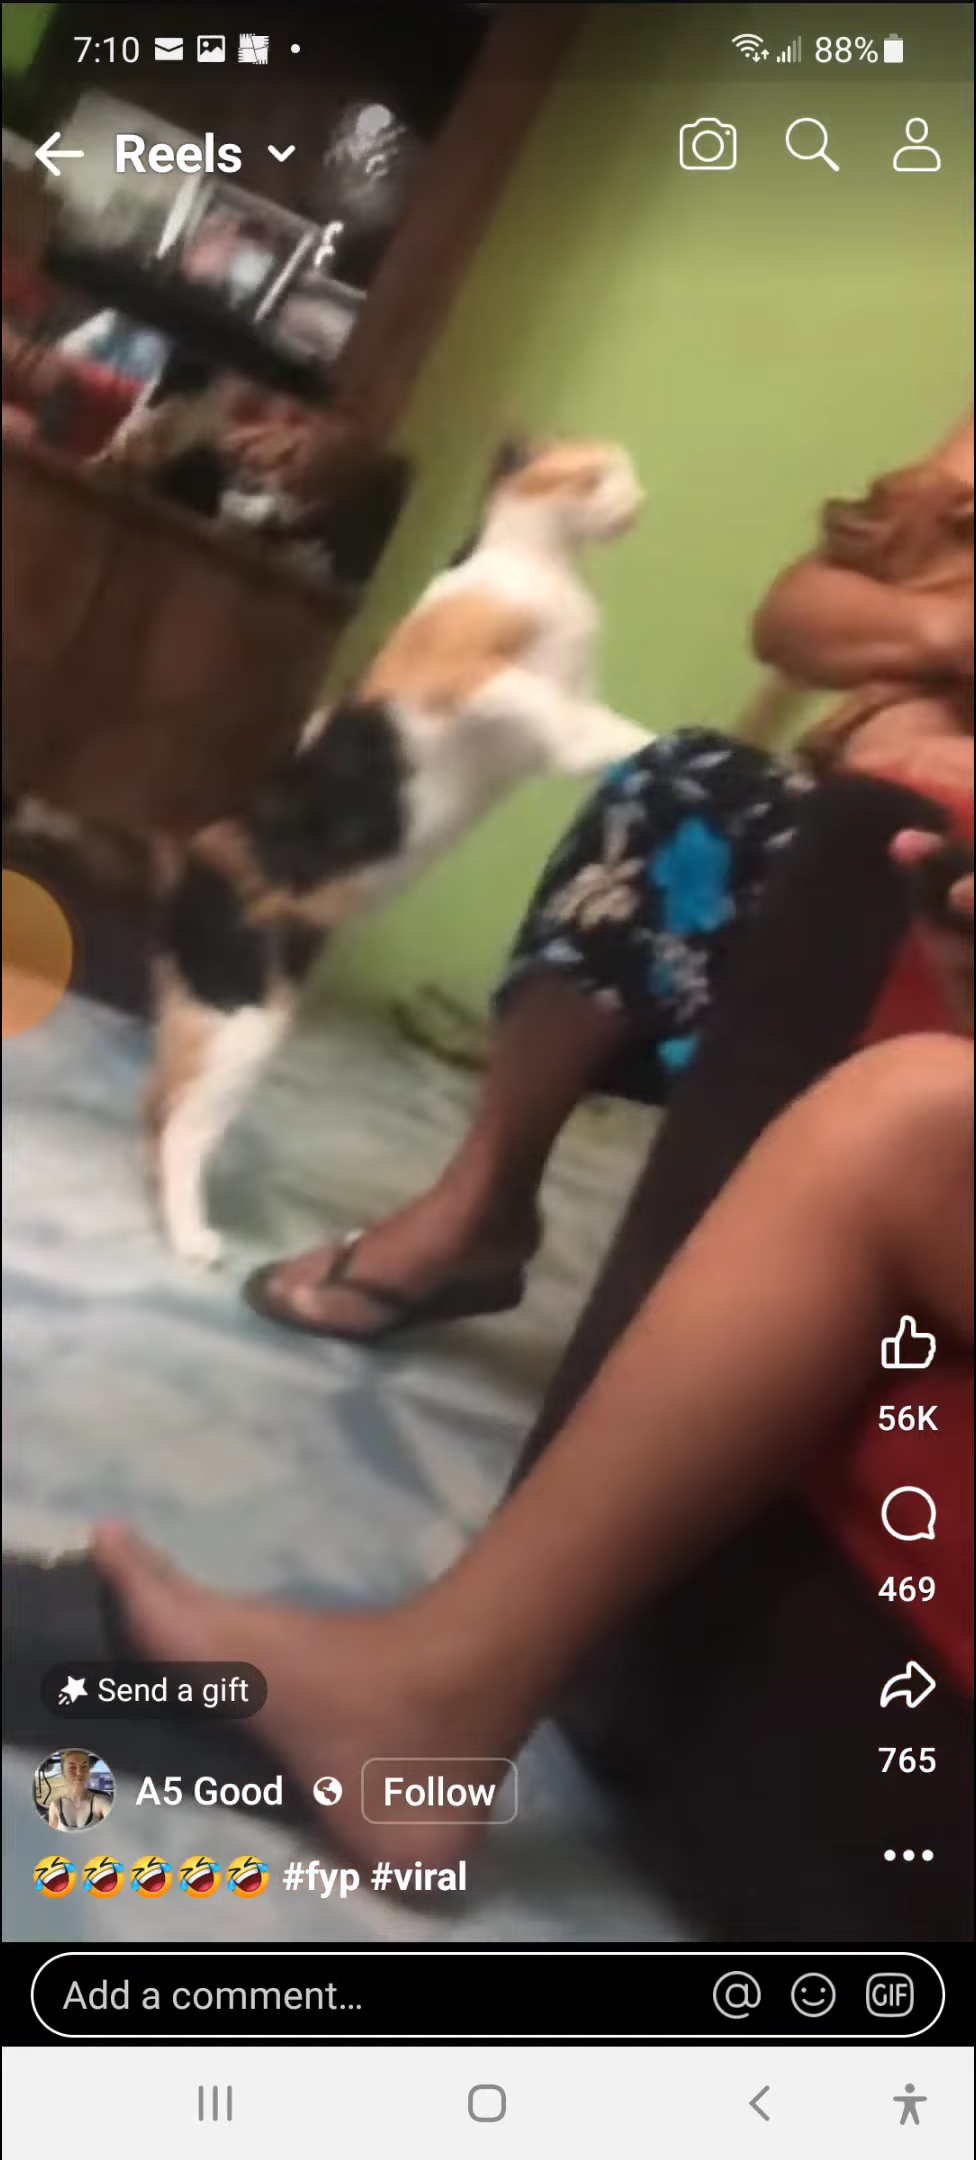 7:10
88%
Reels
56K
469
765
Send a gift
A5 Good
Follow
🤣🤣🤣🤣🤣 #fyp #viral
Add a comment...
GIF